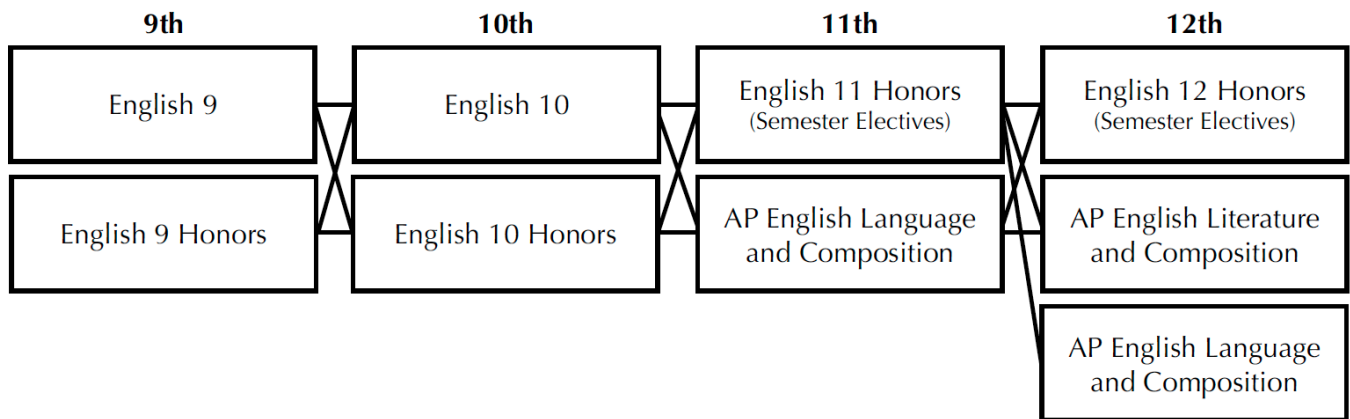 9th
10th
11th
12th
English 9
English 10
English 11 Honors
(Semester Electives)
English 12 Honors
(Semester Electives)
English 9 Honors
English 10 Honors
AP English Language
and Composition
AP English Literature
and Composition
AP English Language
and Composition